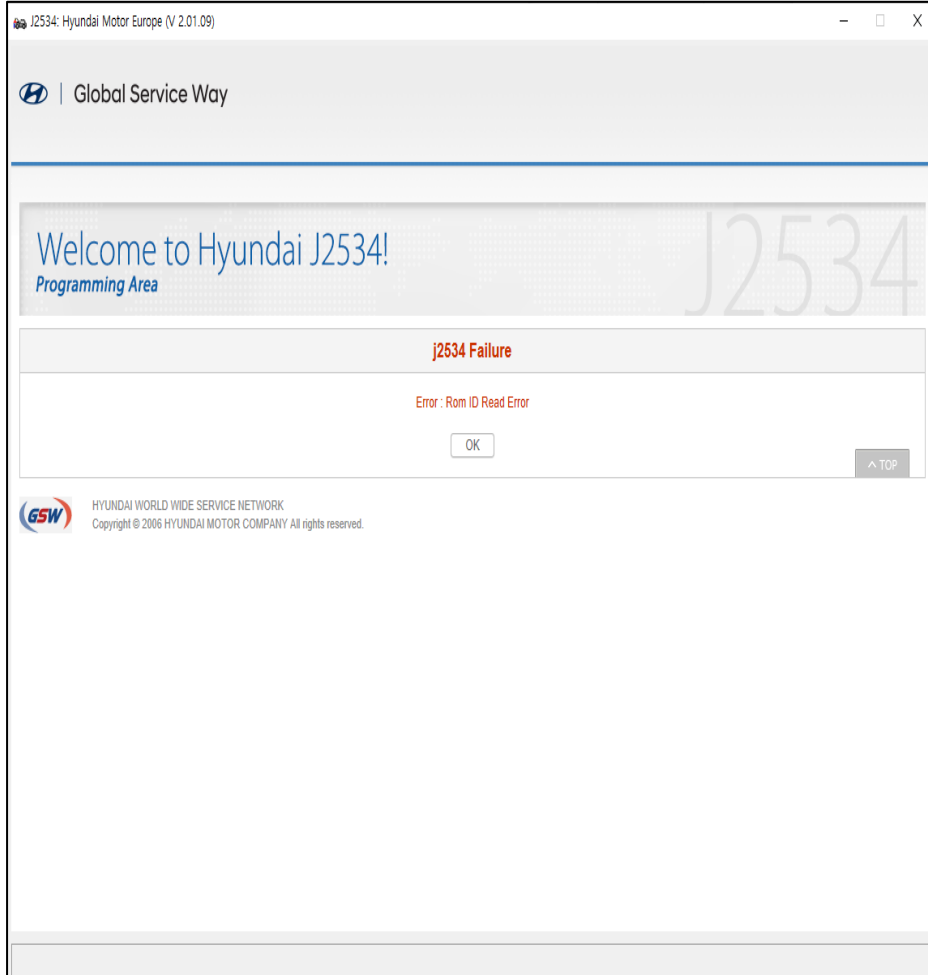 J2534: Hyundai Motor Europe (V 2.01.09)
Global Service Way
J2534
Welcome to Hyundai J2534!
Programming Area
j2534 Failure
Error : Rom ID Read Error
OK
TOP
GSW
HYUNDAI WORLD WIDE SERVICE NETWORK
Copyright © 2006 HYUNDAI MOTOR COMPANY All rights reserved.